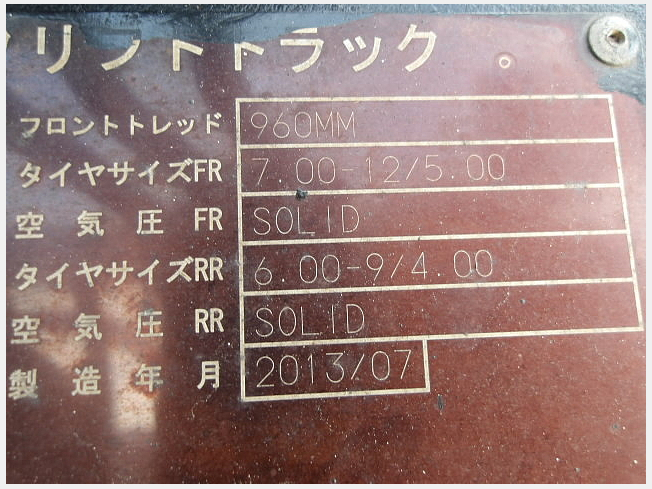 フォークリフトトラック
フロントトレッド 960MM
タイヤサイズFR 7.00-12/5.00
空気圧 FR SOLID
タイヤサイズRR 6.00-9/4.00
空気圧 RR SOLID
製造年月 2013/07